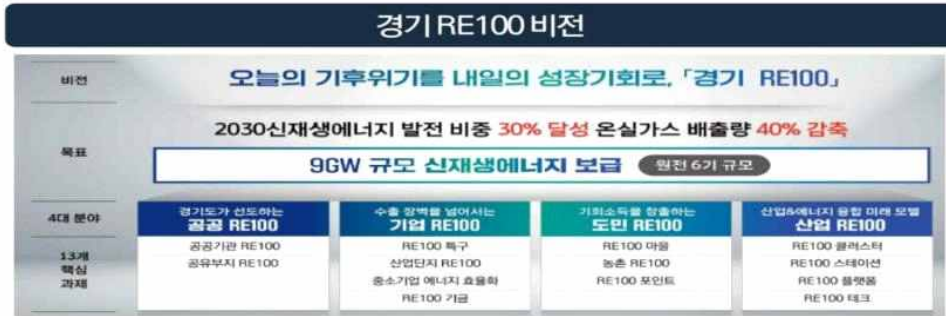 경기 RE100 비전
비전
오늘의 기후위기를 내일의 성장기회로, 「경기 RE100」
목표
2030신재생에너지 발전 비중 30% 달성 온실가스 배출량 40% 감축
9GW 규모 신재생에너지 보급 원전 6기 규모
4대 분야
경기도가 선도하는
공공 RE100
수출 장벽을 넘어서는
기업 RE100
기회소득을 창출하는
도민 RE100
산업&에너지 융합 미래 모델
산업 RE100
13개
핵심
과제
공공기관 RE100
공유부지 RE100
RE100 특구
산업단지 RE100
중소기업 에너지 효율화
RE100 기금
RE100 마을
농촌 RE100
RE100 포인트
RE100 클러스터
RE100 스테이션
RE100 플랫폼
RE100 테크